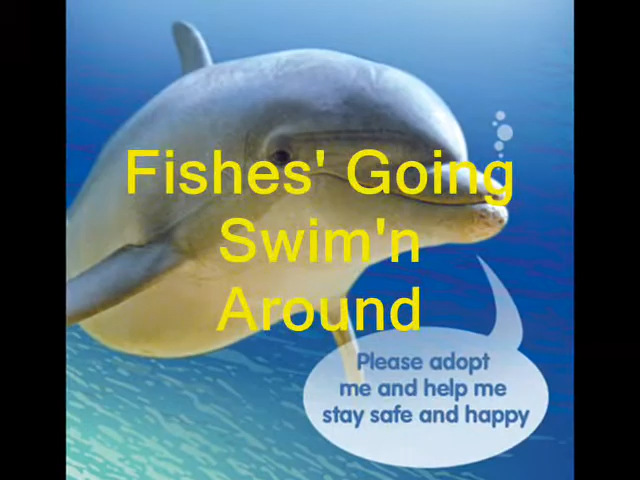 Fishes' Going
Swim'n
Around
Please adopt
me and help me
stay safe and happy